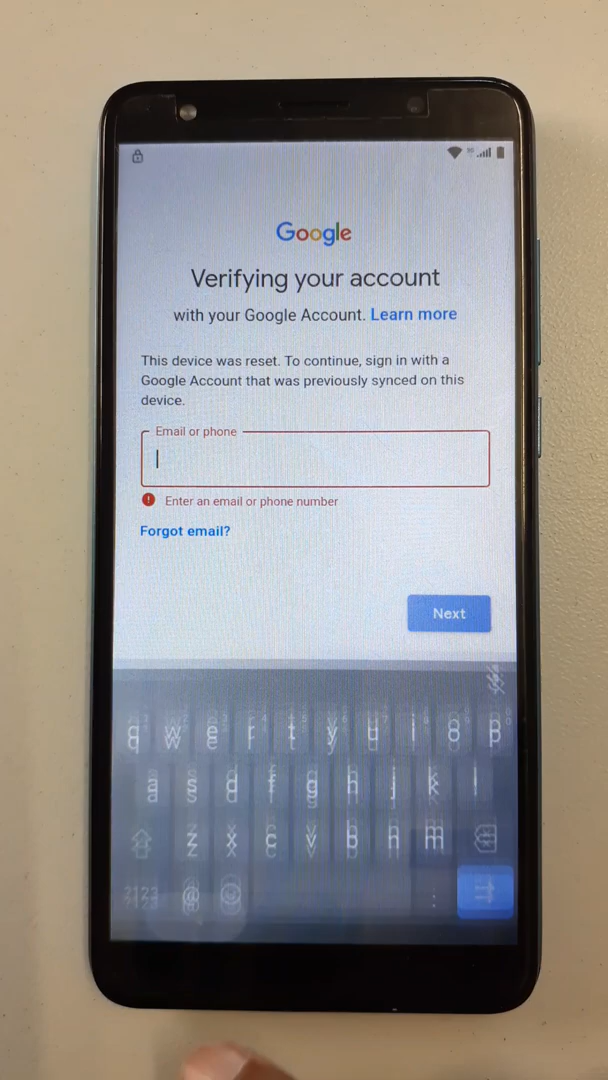 Google
Verifying your account
with your Google Account. Learn more
This device was reset. To continue, sign in with a
Google Account that was previously synced on this
device.
Email or phone
Enter an email or phone number
Forgot email?
Next
q w e r t y u i p
a s d f g h j k l
z x c v b n m